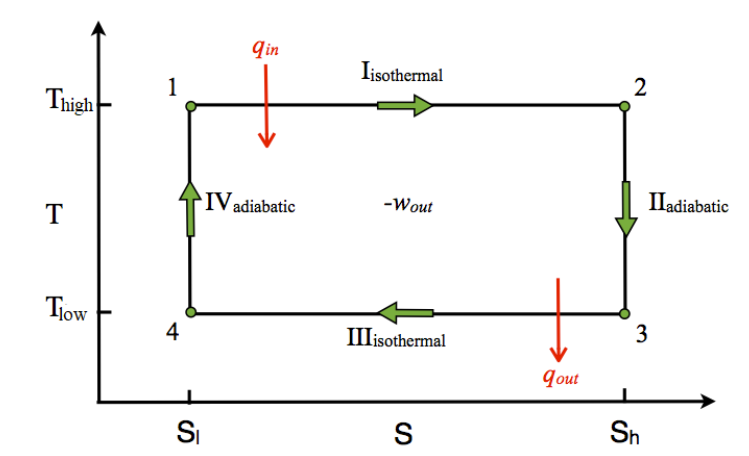 q_in
I_isothermal
1
2
T_high
IV_adiabatic
-w_out
II_adiabatic
T
T_low
4
III_isothermal
3
q_out
S_l
S
S_h